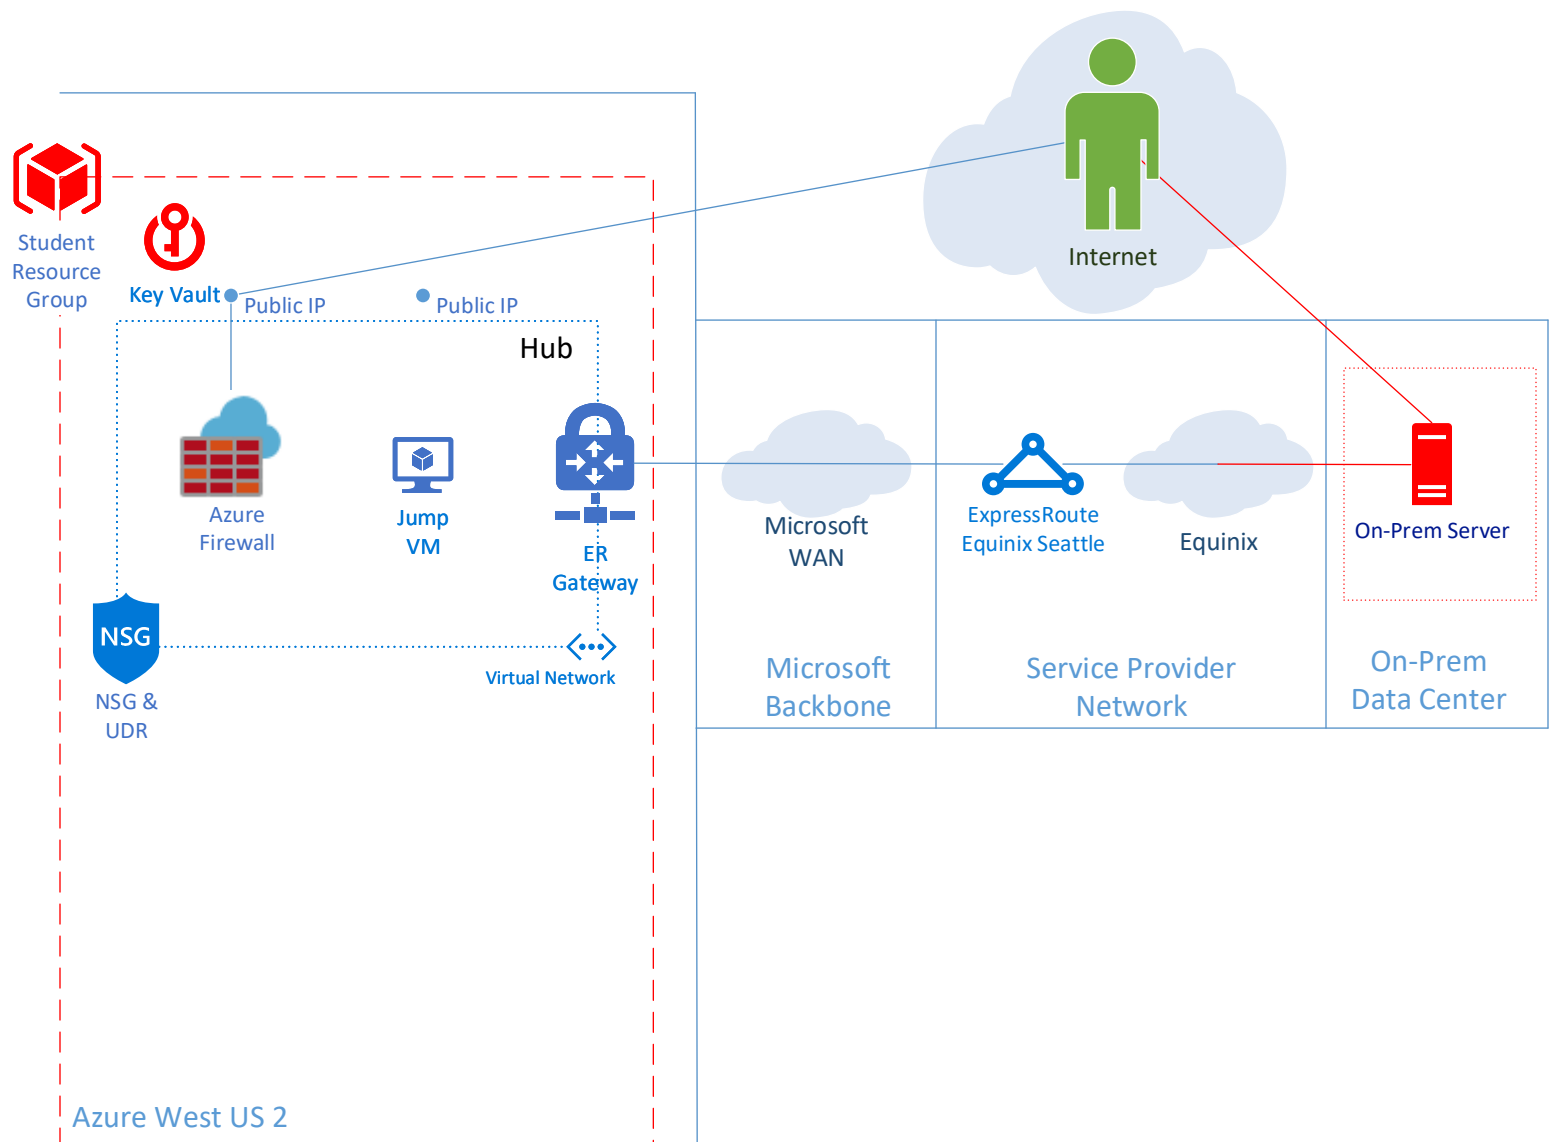 Student
Resource
Group
Key Vault
Public IP
Public IP
Internet
Hub
Azure
Firewall
Jump
VM
ER
Gateway
Microsoft
WAN
ExpressRoute
Equinix Seattle
Equinix
On-Prem Server
NSG
NSG &
UDR
Virtual Network
Microsoft
Backbone
Service Provider
Network
On-Prem
Data Center
Azure West US 2